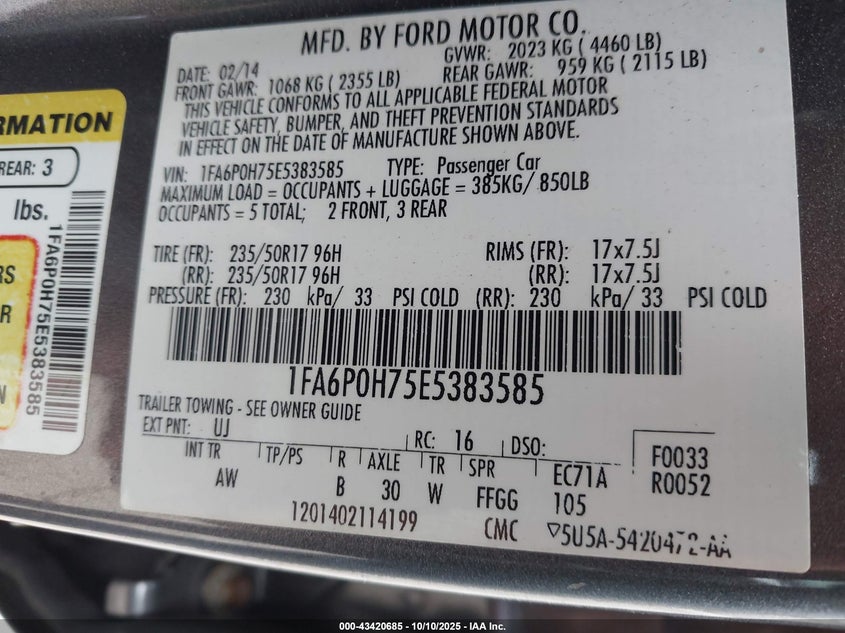 MFD. BY FORD MOTOR CO.
DATE: 02/14 GVWR: 2023 KG ( 4460 LB)
FRONT GAWR: 1068 KG ( 2355 LB) REAR GAWR: 959 KG ( 2115 LB)
THIS VEHICLE CONFORMS TO ALL APPLICABLE FEDERAL MOTOR
VEHICLE SAFETY, BUMPER, AND THEFT PREVENTION STANDARDS
IN EFFECT ON THE DATE OF MANUFACTURE SHOWN ABOVE.
VIN: 1FA6P0H75E5383585 TYPE: Passenger Car
MAXIMUM LOAD = OCCUPANTS + LUGGAGE = 385KG/ 850LB
OCCUPANTS = 5 TOTAL; 2 FRONT, 3 REAR
TIRE (FR): 235/50R17 96H RIMS (FR): 17x7.5J
(RR): 235/50R17 96H (RR): 17x7.5J
PRESSURE (FR): 230 kPa/ 33 PSI COLD (RR): 230 kPa/ 33 PSI COLD
1FA6P0H75E5383585
TRAILER TOWING - SEE OWNER GUIDE
EXT PNT: UJ RC: 16 DSO: F0033
INT TR TP/PS R AXLE TR SPR EC71A R0052
AW B 30 W FFGG 105
1201402114199 CMC 5U5A-5420472-AA
RMATION
REAR: 3
lbs.
1FA6P0H75E5383585
RS
R
N
000-43420685 - 10/10/2025 - IAA Inc.